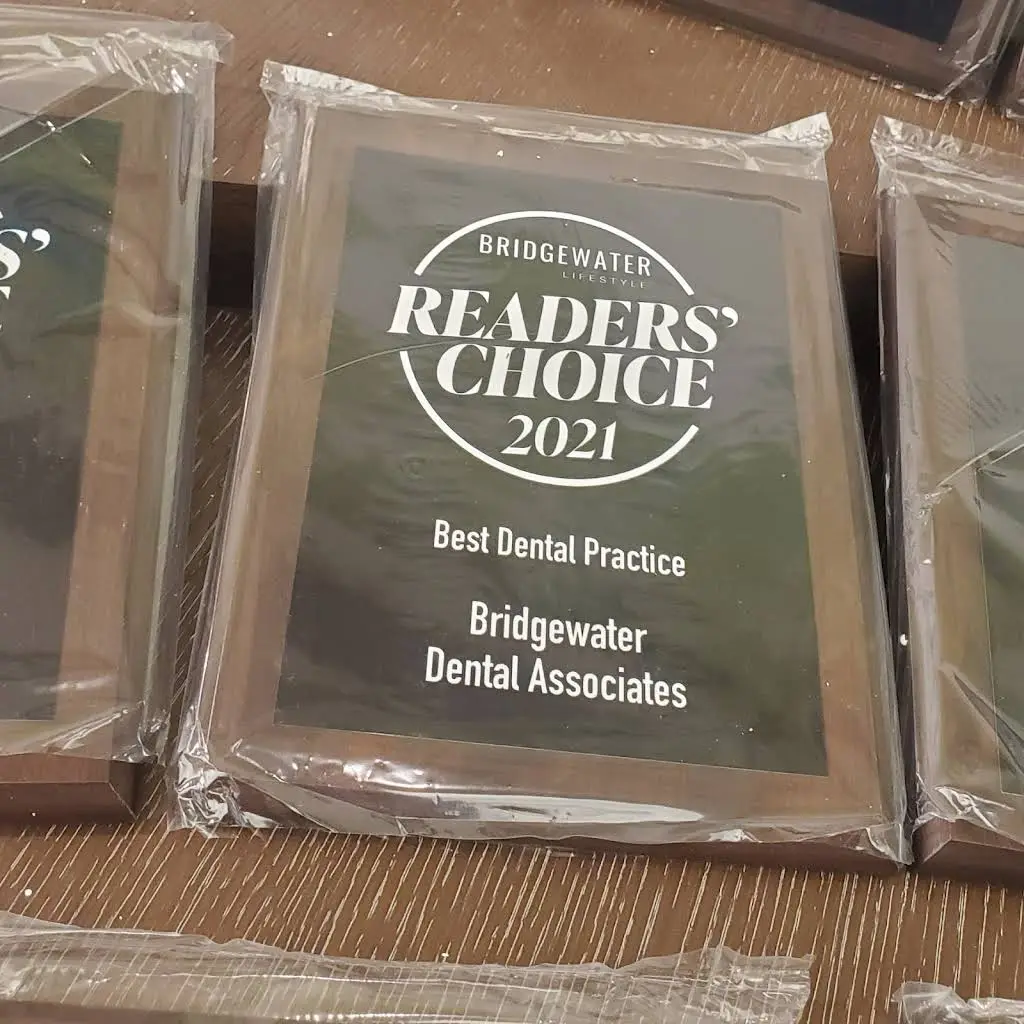 BRIDGEWATER
LIFESTYLE
READERS'
CHOICE
2021
Best Dental Practice
Bridgewater
Dental Associates
S'
E